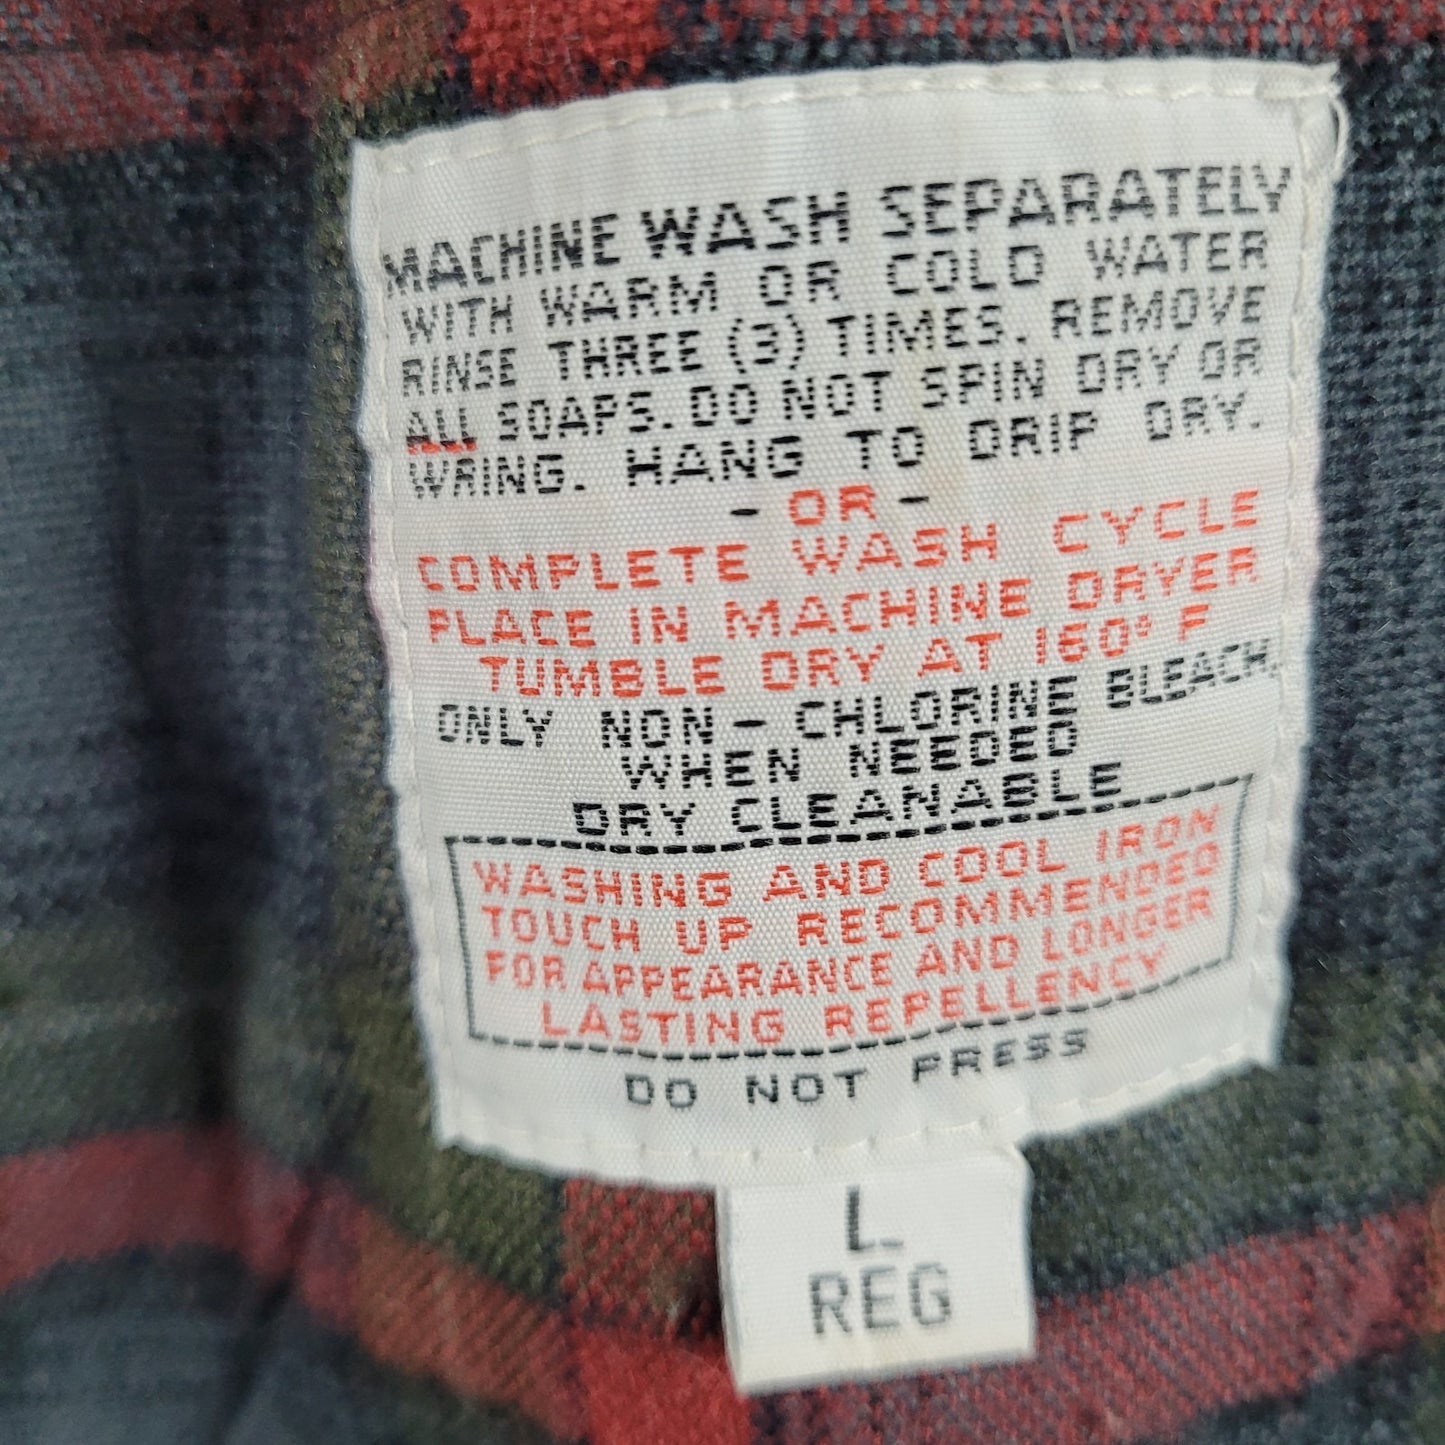 MACHINE WASH SEPARATELY
WITH WARM OR COLD WATER
RINSE THREE (3) TIMES. REMOVE
ALL SOAPS. DO NOT SPIN DRY OR
WRING. HANG TO DRIP DRY.
- OR -
COMPLETE WASH CYCLE
PLACE IN MACHINE DRYER
TUMBLE DRY AT 160° F
ONLY NON - CHLORINE BLEACH,
WHEN NEEDED
DRY CLEANABLE
WASHING AND COOL IRON
TOUCH UP RECOMMENDED
FOR APPEARANCE AND LONGER
LASTING REPELLENCY
DO NOT PRESS
L
REG